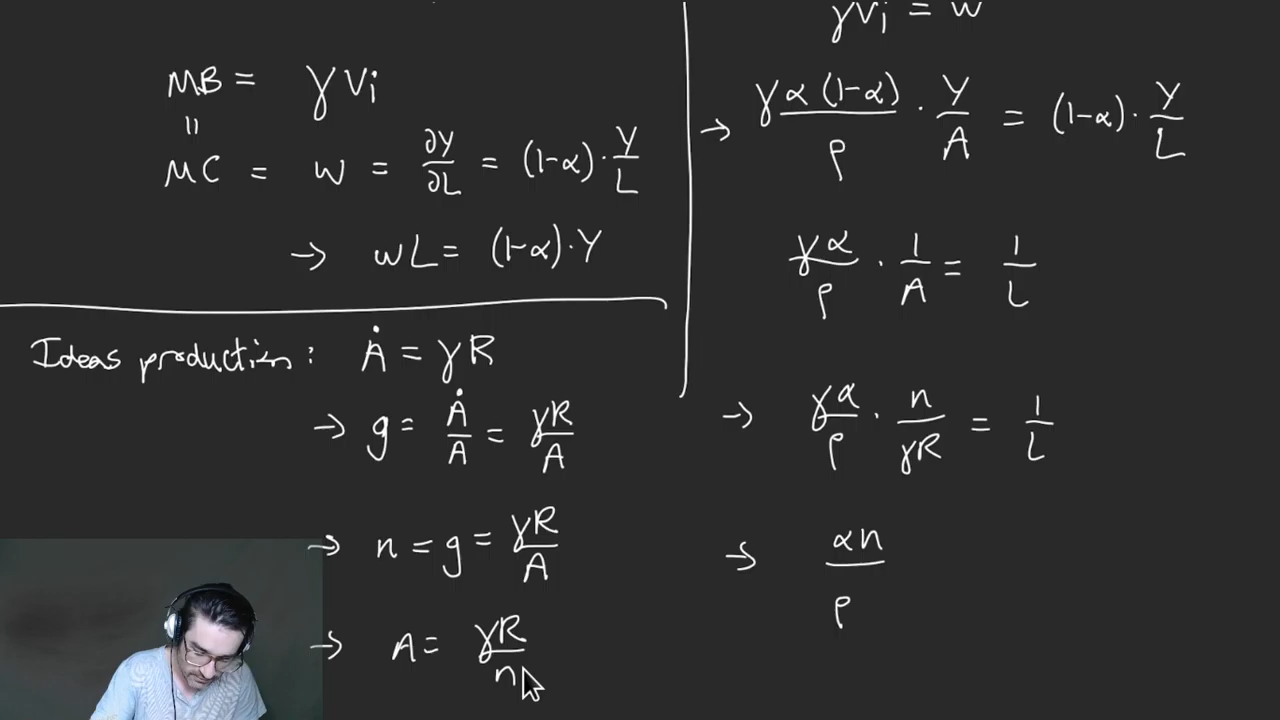 MB = γVᵢ
||
MC = w = ∂Y/∂L = (1-α)·Y/L
→ wL = (1-α)·Y
Ideas production: Ȧ = γR
→ g = Ȧ/A = γR/A
→ n = g = γR/A
→ A = γR/n
γVᵢ = w
→ γα(1-α)/ρ · Y/A = (1-α)·Y/L
γα/ρ · 1/A = 1/L
→ γα/ρ · n/γR = 1/L
→ αn/ρ